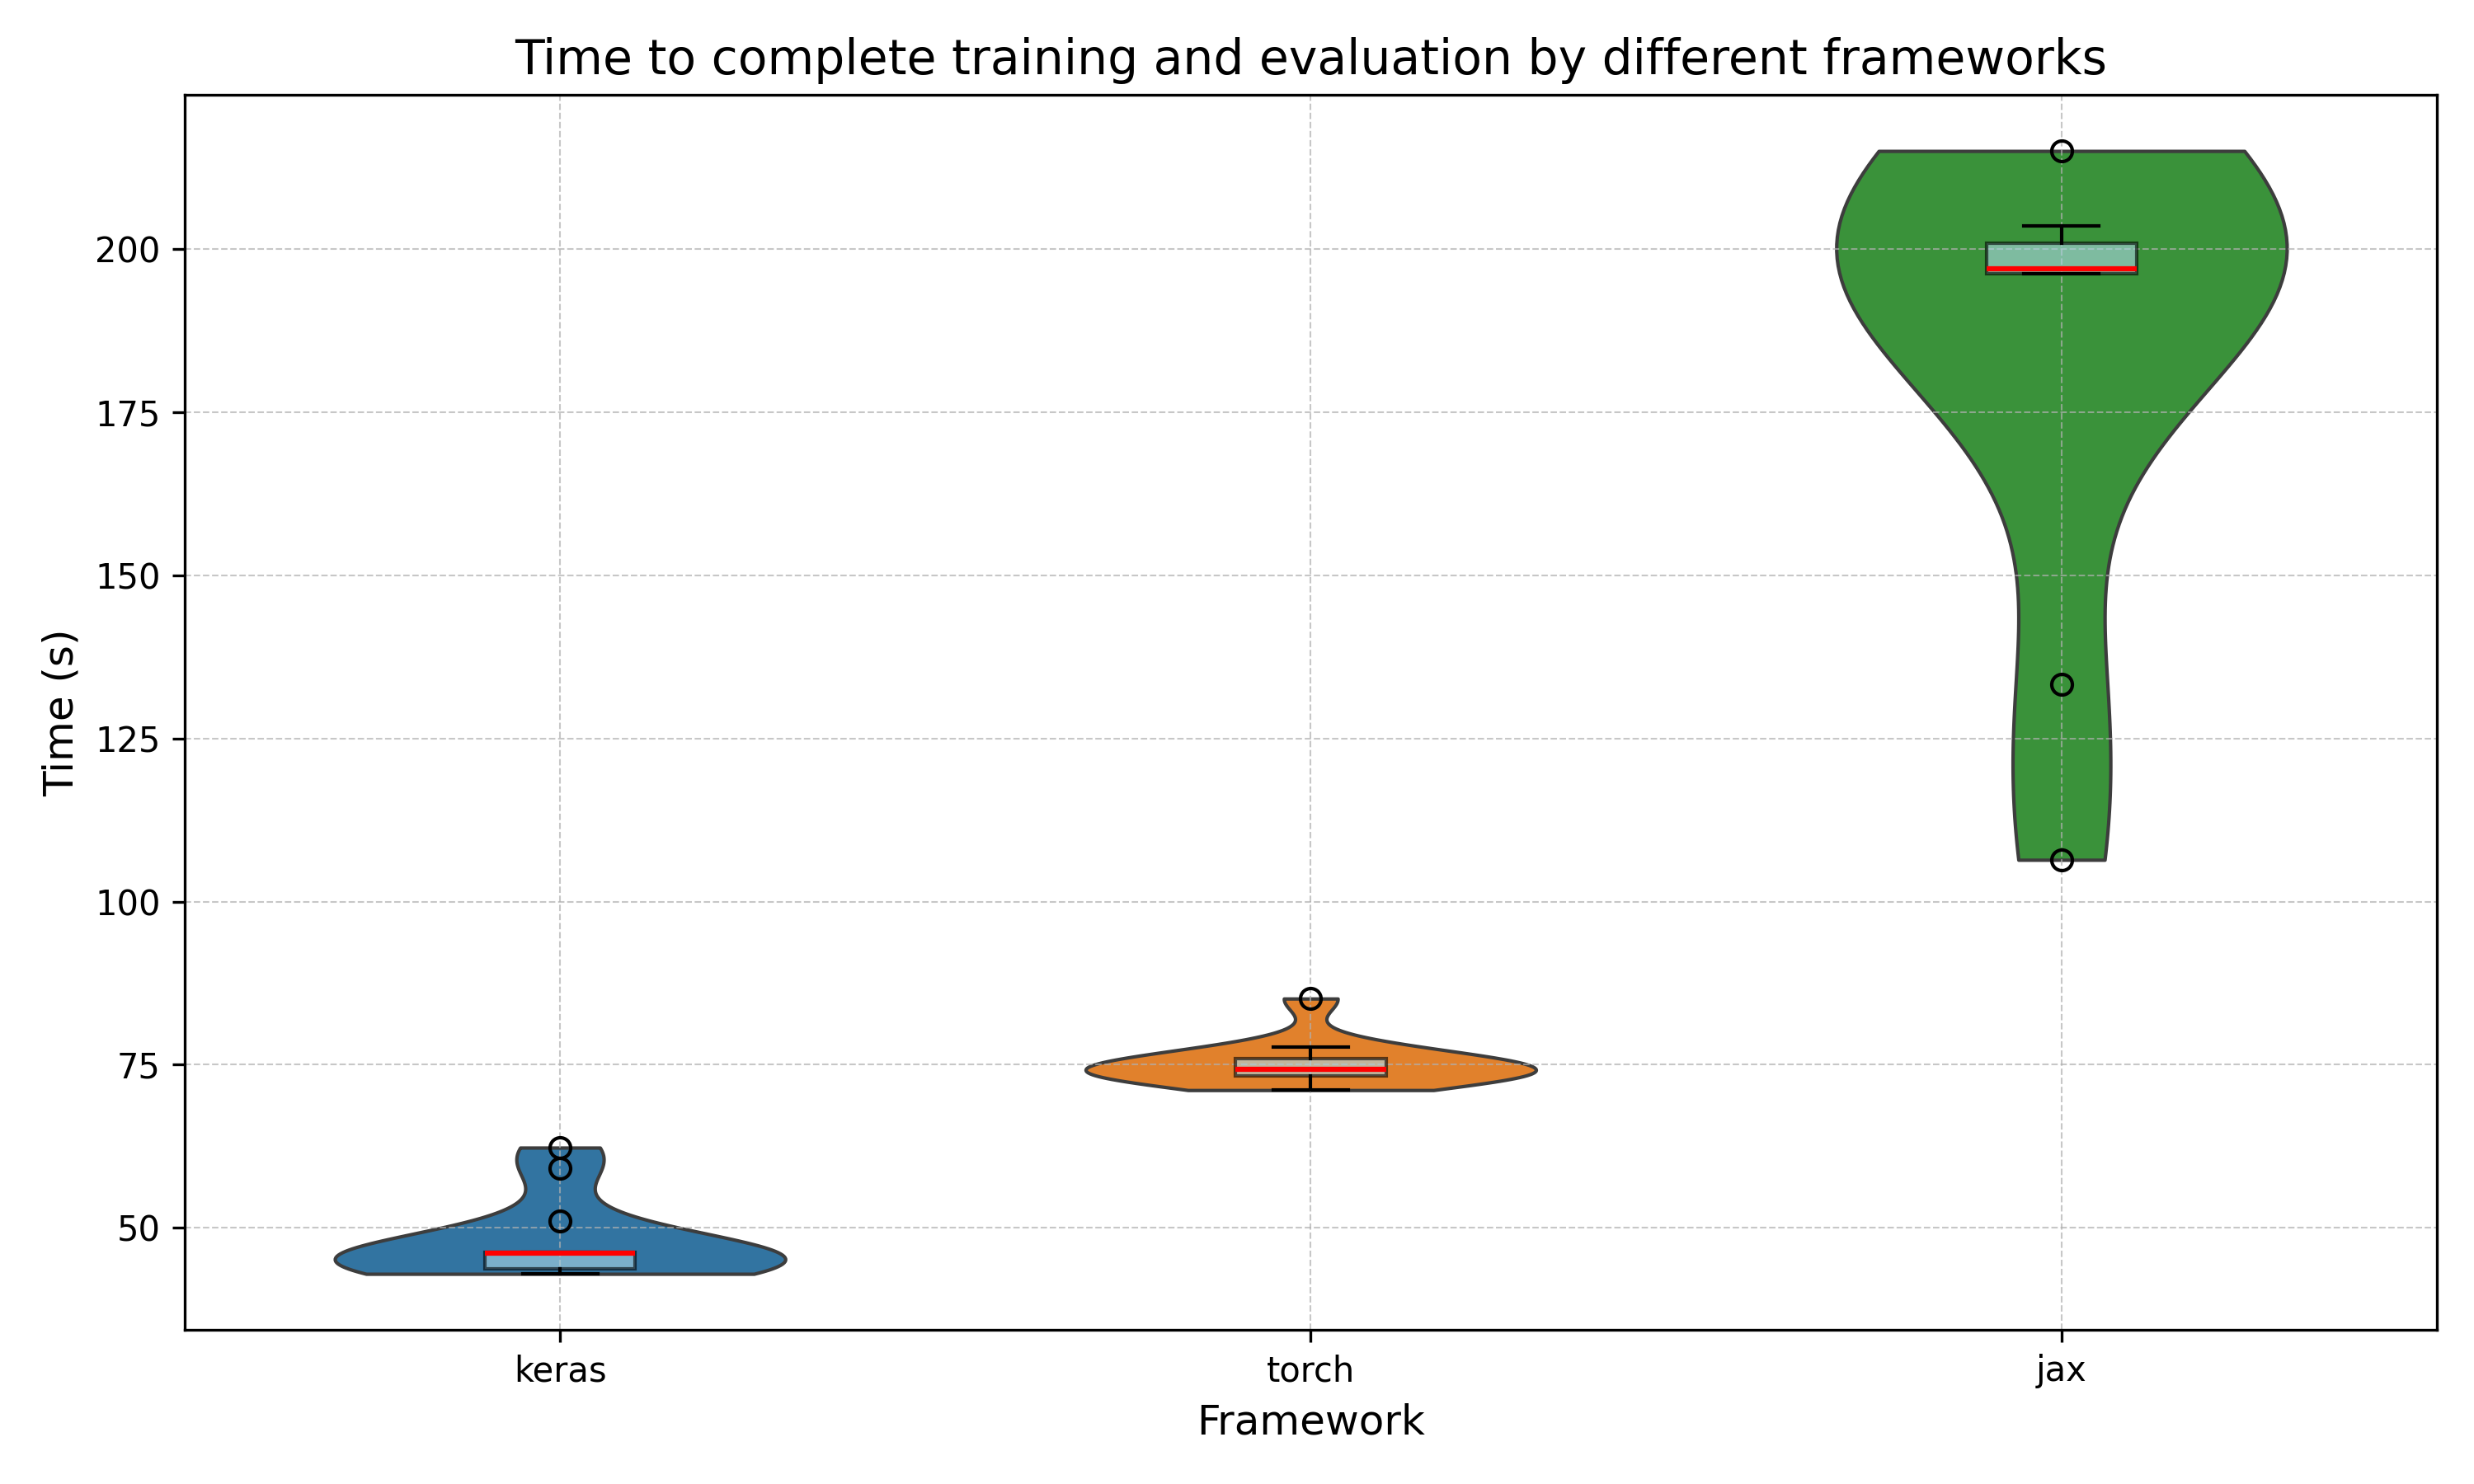 Time to complete training and evaluation by different frameworks
Time (s)
200
175
150
125
100
75
50
keras
torch
jax
Framework